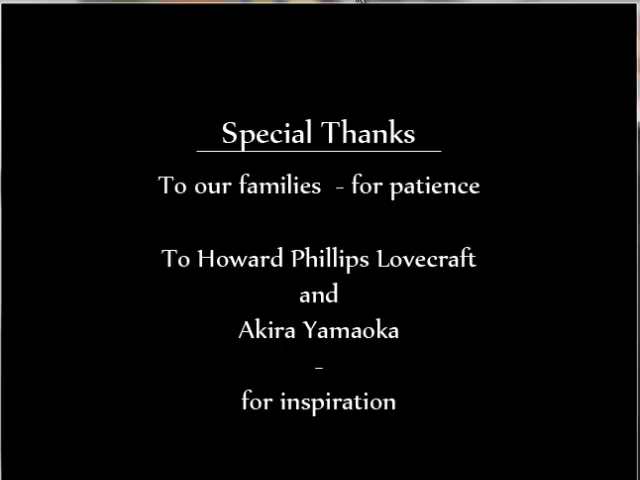 Special Thanks
To our families - for patience
To Howard Phillips Lovecraft
and
Akira Yamaoka
-
for inspiration